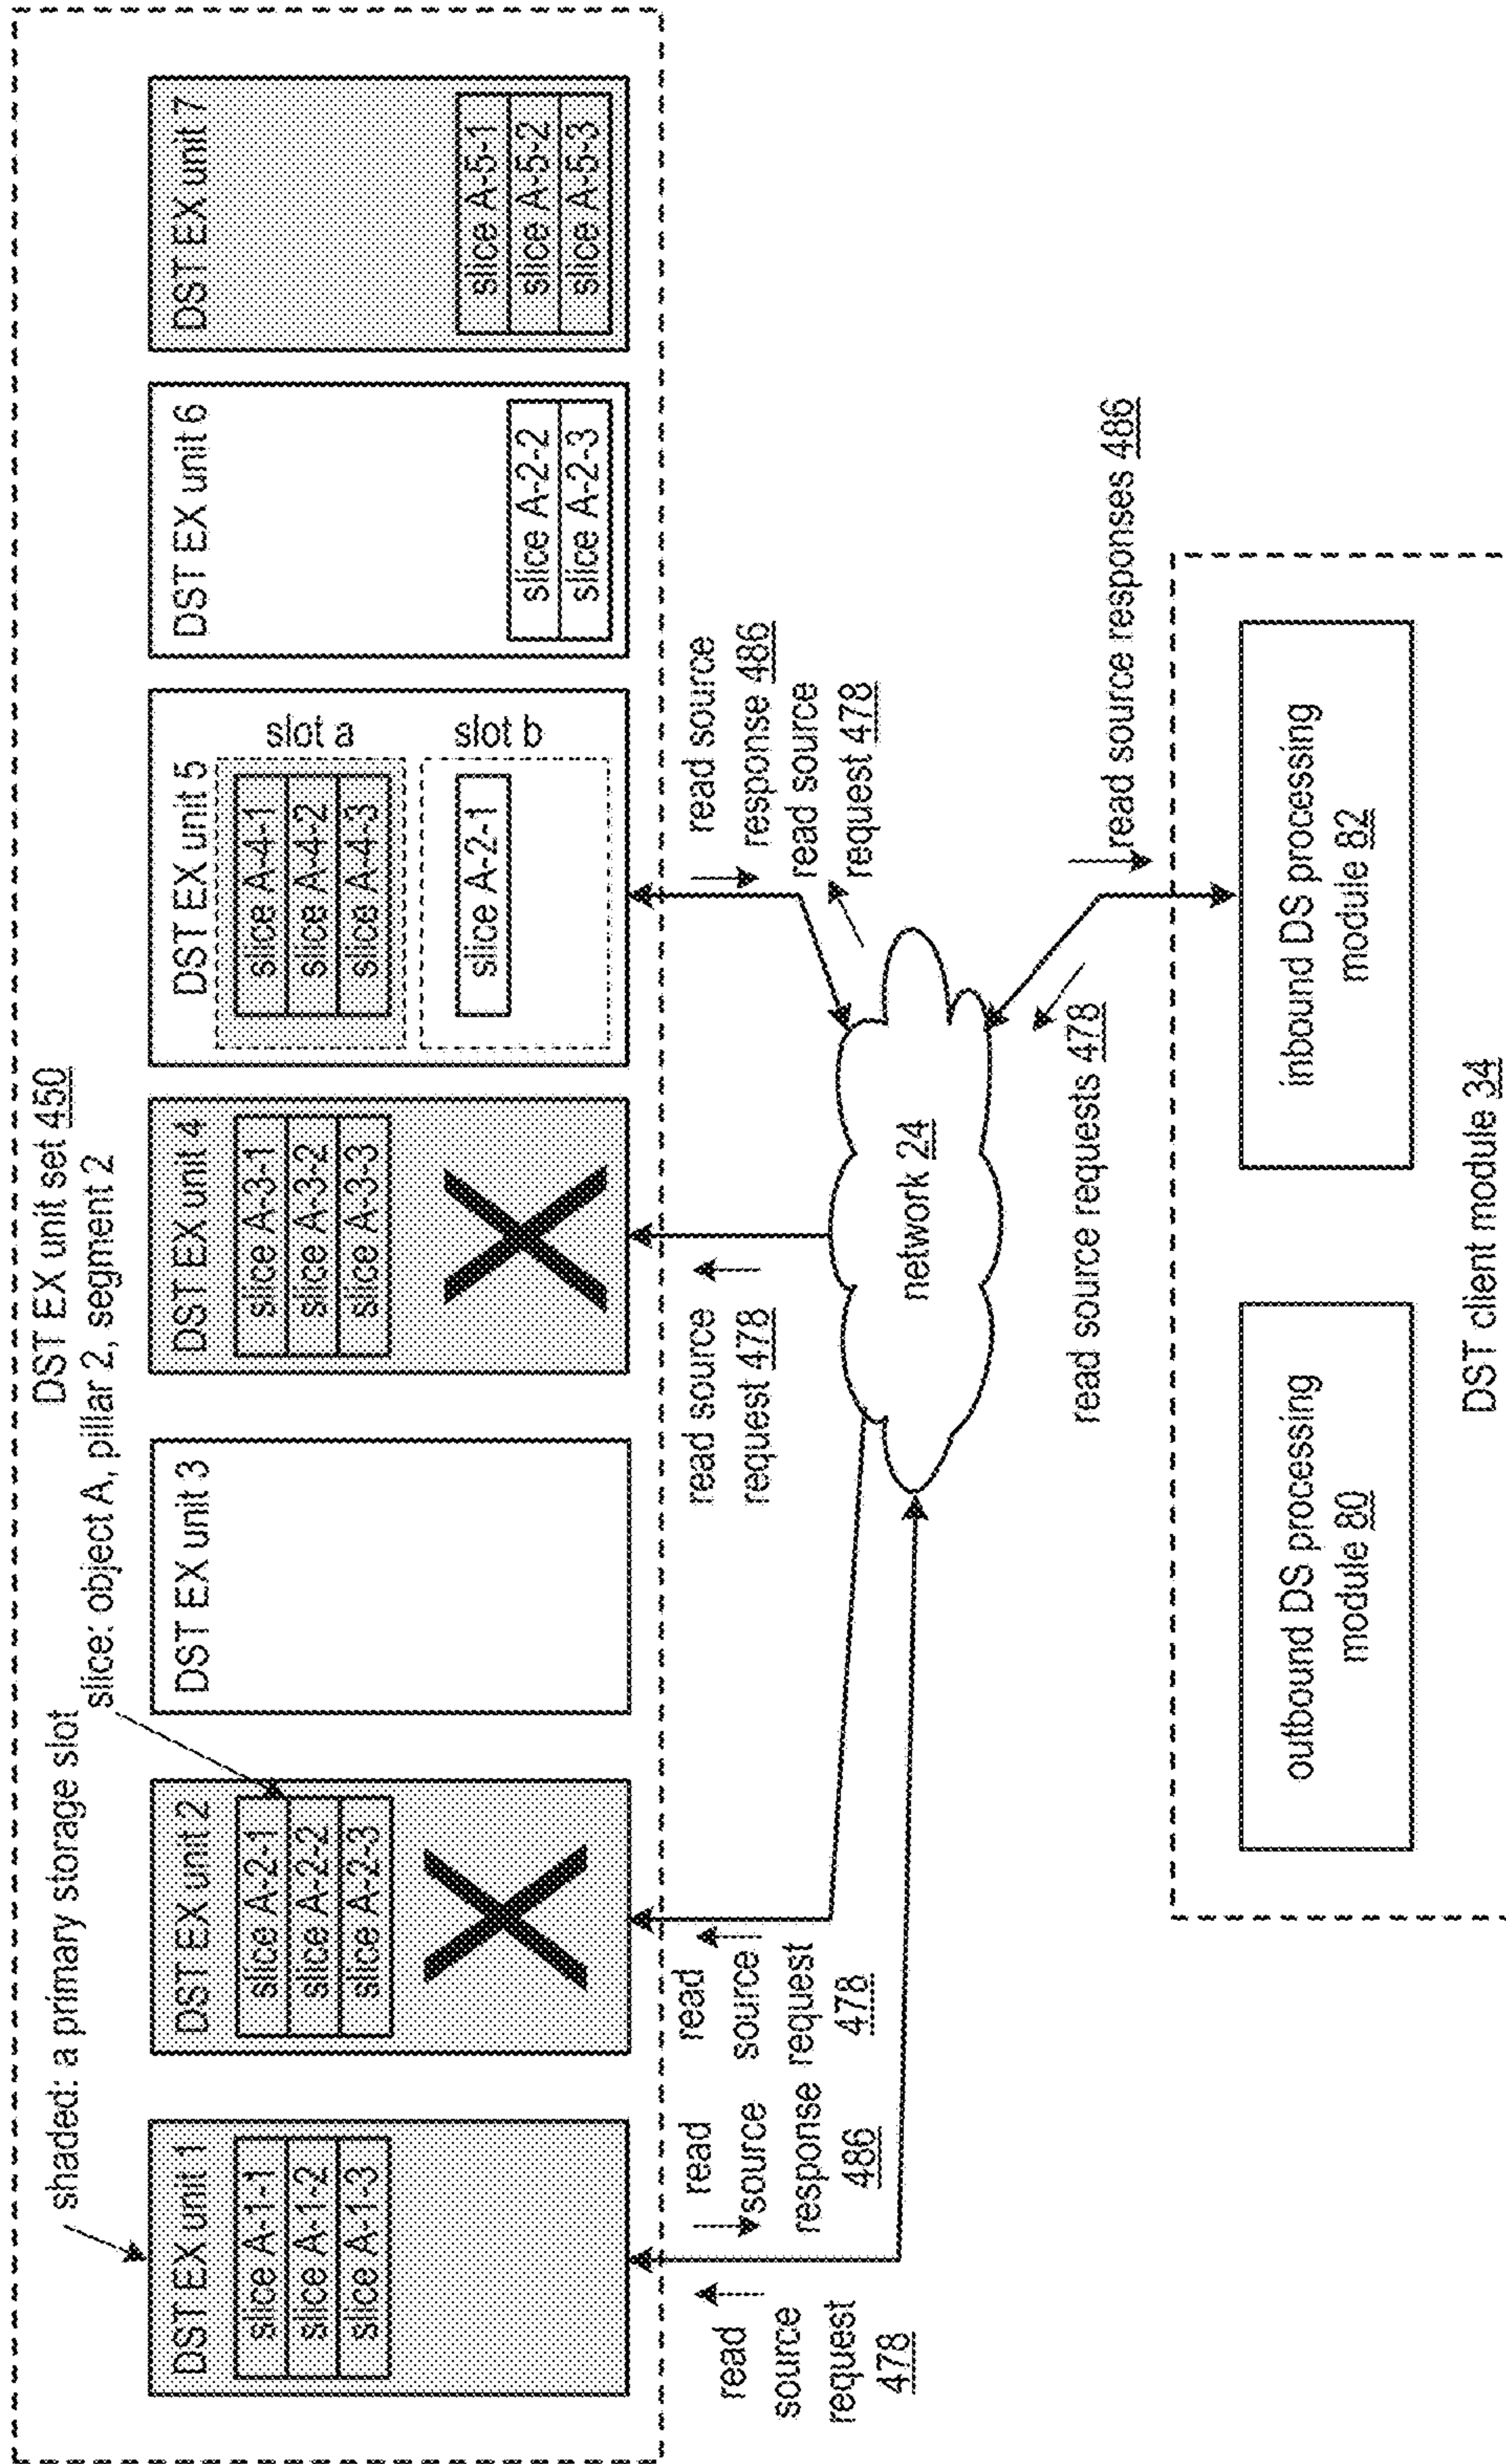 DST EX unit set 450
shaded: a primary storage slot
slice: object A, pillar 2, segment 2
DST EX unit 1
slice A-1-1
slice A-1-2
slice A-1-3
DST EX unit 2
slice A-2-1
slice A-2-2
slice A-2-3
DST EX unit 3
DST EX unit 4
slice A-3-1
slice A-3-2
slice A-3-3
DST EX unit 5
slot a
slice A-4-1
slice A-4-2
slice A-4-3
slot b
slice A-2-1
DST EX unit 6
slice A-2-2
slice A-2-3
DST EX unit 7
slice A-5-1
slice A-5-2
slice A-5-3
read
source
request
478
read
source
response
486
read
source
request
478
read source
request 478
read source
response 486
read source
request 478
network 24
read source requests 478
read source responses 486
outbound DS processing
module 80
inbound DS processing
module 82
DST client module 34